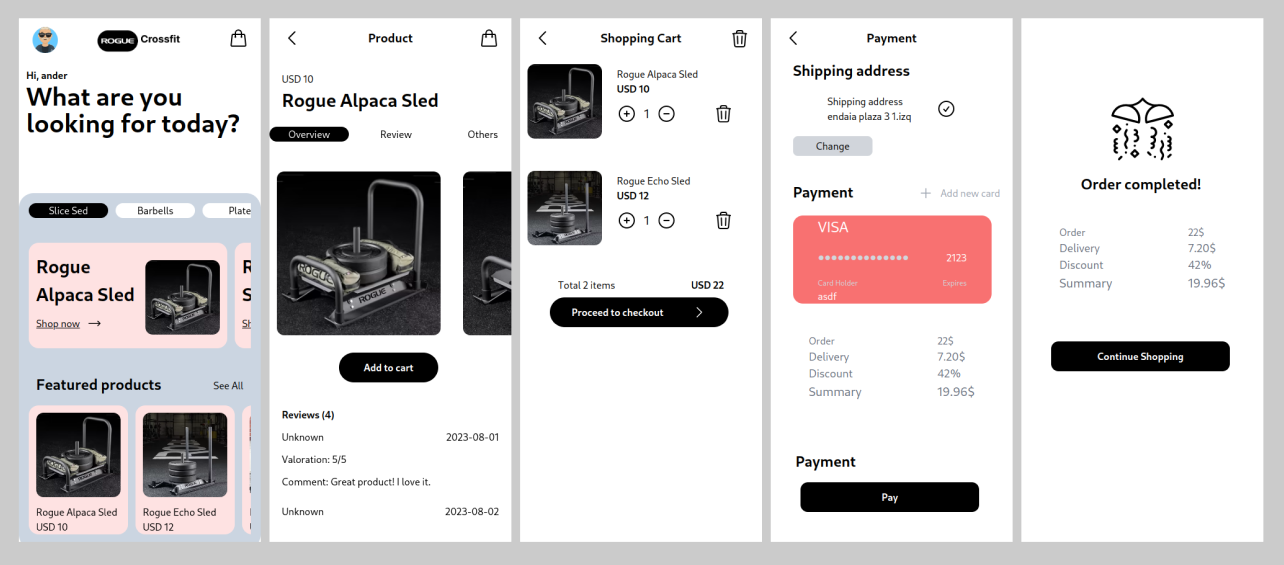 ROGUE Crossfit
Hi, ander
What are you
looking for today?
Slice Sed
Barbells
Plate
Rogue
Alpaca Sled
Shop now
R
S
Sh
Featured products
See All
Rogue Alpaca Sled
USD 10
Rogue Echo Sled
USD 12
Product
USD 10
Rogue Alpaca Sled
Overview
Review
Others
ROGUE
ROGUE
Add to cart
Reviews (4)
Unknown
2023-08-01
Valoration: 5/5
Comment: Great product! I love it.
Unknown
2023-08-02
Shopping Cart
Rogue Alpaca Sled
USD 10
1
Rogue Echo Sled
USD 12
1
Total 2 items
USD 22
Proceed to checkout
Payment
Shipping address
Shipping address
endaia plaza 3 1.izq
Change
Payment
Add new card
VISA
2123
Card Holder
Expires
asdf
Order
22$
Delivery
7.20$
Discount
42%
Summary
19.96$
Payment
Pay
Order completed!
Order
22$
Delivery
7.20$
Discount
42%
Summary
19.96$
Continue Shopping